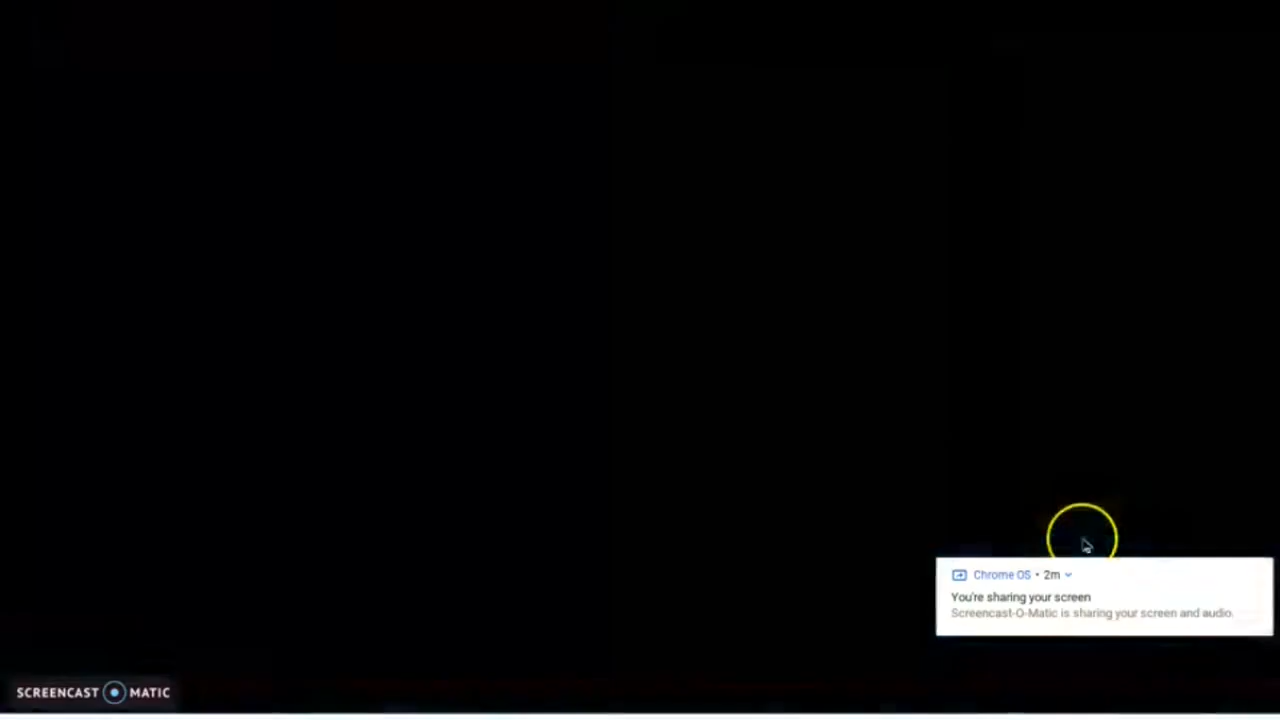 Chrome OS • 2m
You're sharing your screen
Screencast-O-Matic is sharing your screen and audio.
SCREENCAST MATIC